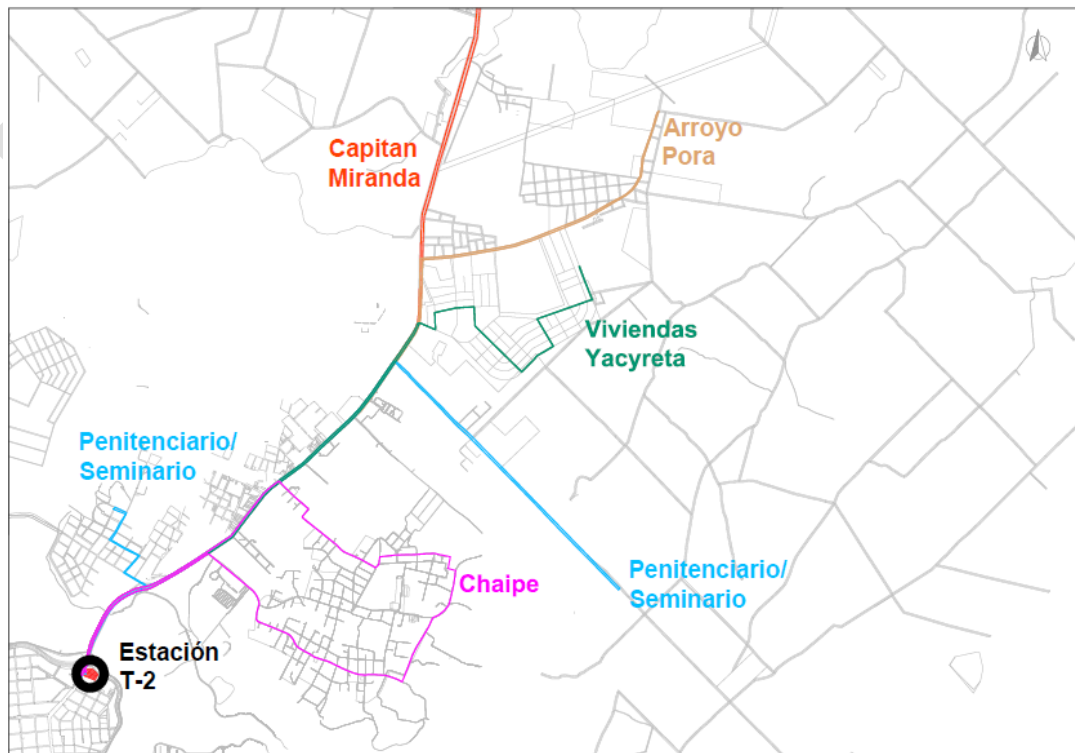 Capitan
Miranda
Arroyo
Pora
Viviendas
Yacyreta
Penitenciario/
Seminario
Chaipe
Penitenciario/
Seminario
Estación
T-2